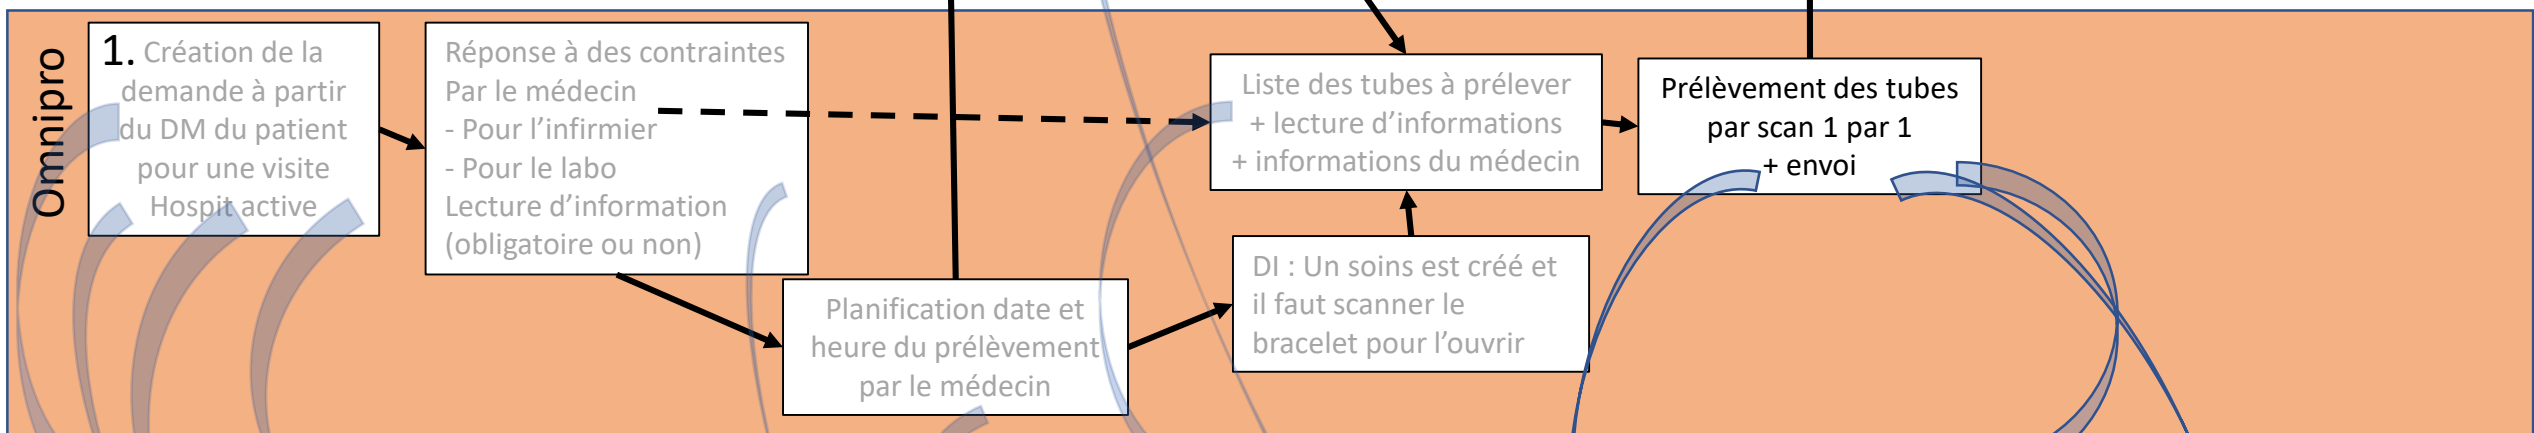 Omnipro
1. Création de la
demande à partir
du DM du patient
pour une visite
Hospit active
Réponse à des contraintes
Par le médecin
- Pour l’infirmier
- Pour le labo
Lecture d’information
(obligatoire ou non)
Planification date et
heure du prélèvement
par le médecin
DI : Un soins est créé et
il faut scanner le
bracelet pour l’ouvrir
Liste des tubes à prélever
+ lecture d’informations
+ informations du médecin
Prélèvement des tubes
par scan 1 par 1
+ envoi